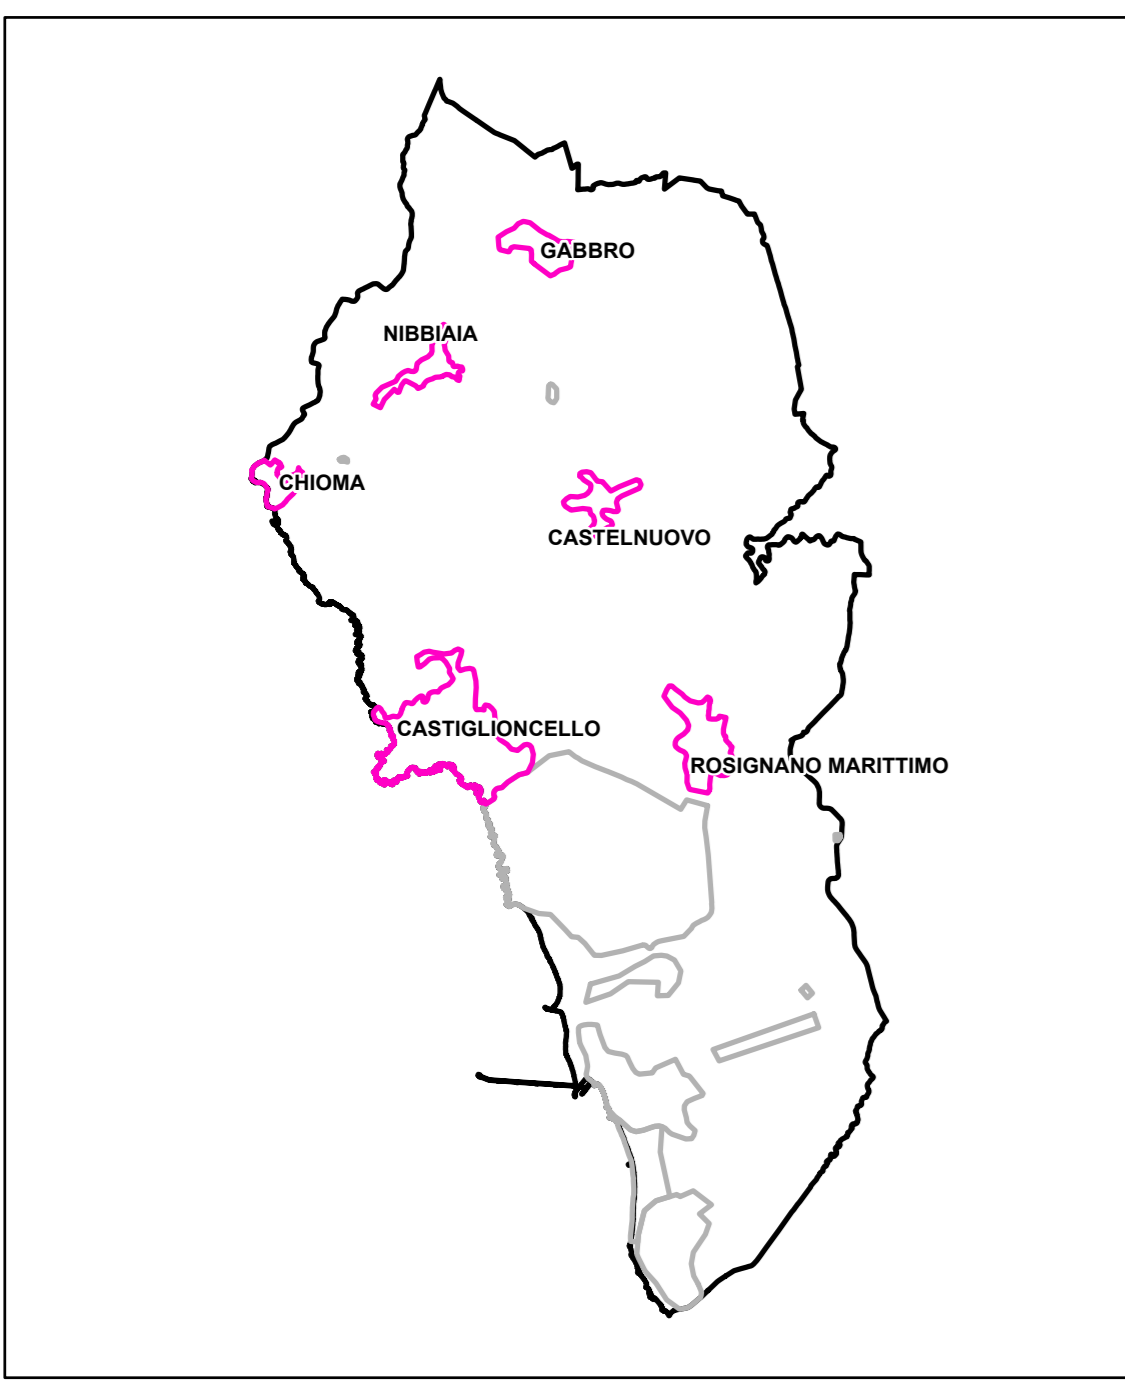 GABBRO
NIBBIAIA
CHIOMA
CASTELNUOVO
CASTIGLIONCELLO
ROSIGNANO MARITTIMO